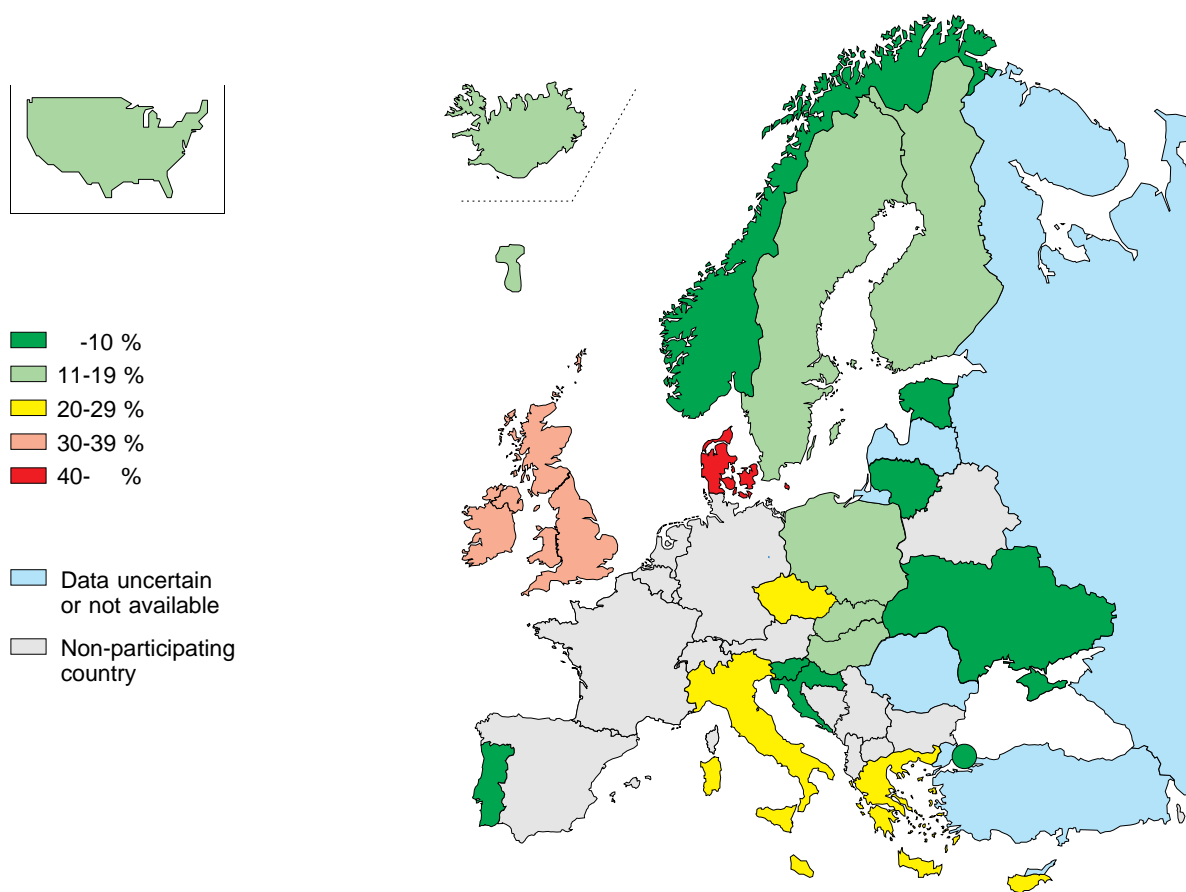 -10 %
11-19 %
20-29 %
30-39 %
40- %
Data uncertain
or not available
Non-participating
country